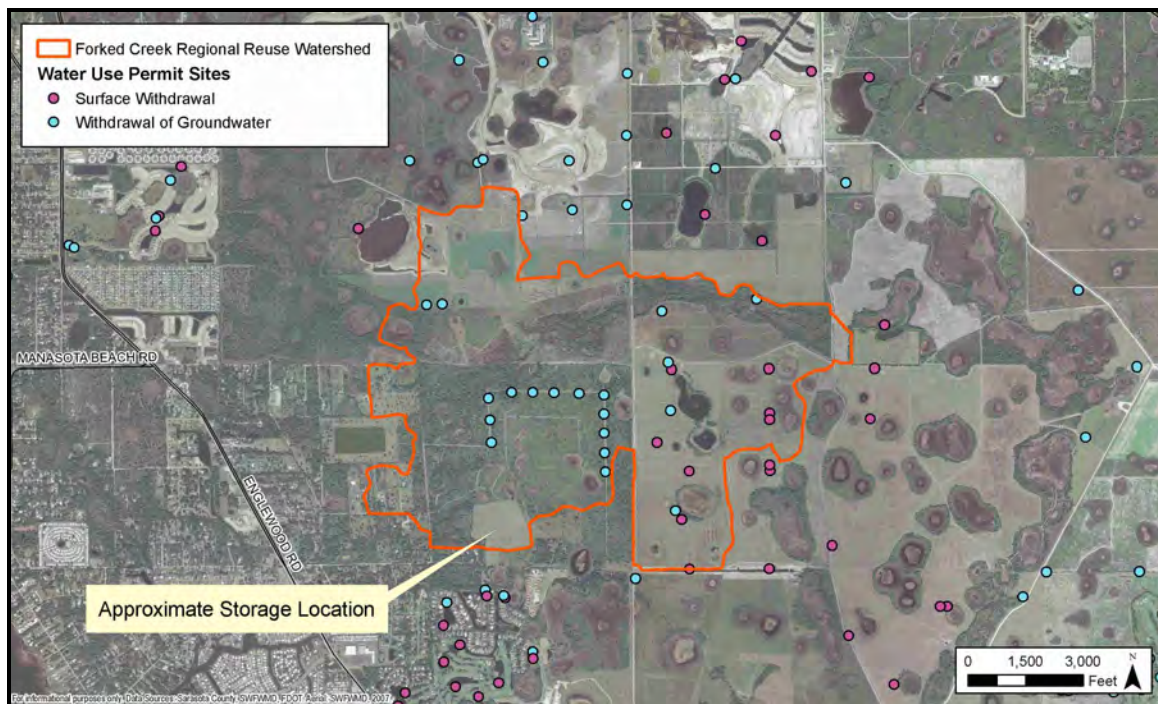 Forked Creek Regional Reuse Watershed
Water Use Permit Sites
Surface Withdrawal
Withdrawal of Groundwater
MANASOTA BEACH RD
ENGLEWOOD RD
Approximate Storage Location
0 1,500 3,000
Feet
N
For informational purposes only. Data Sources: Sarasota County, SWFWMD, FDOT. Aerial: SWFWMD, 2007